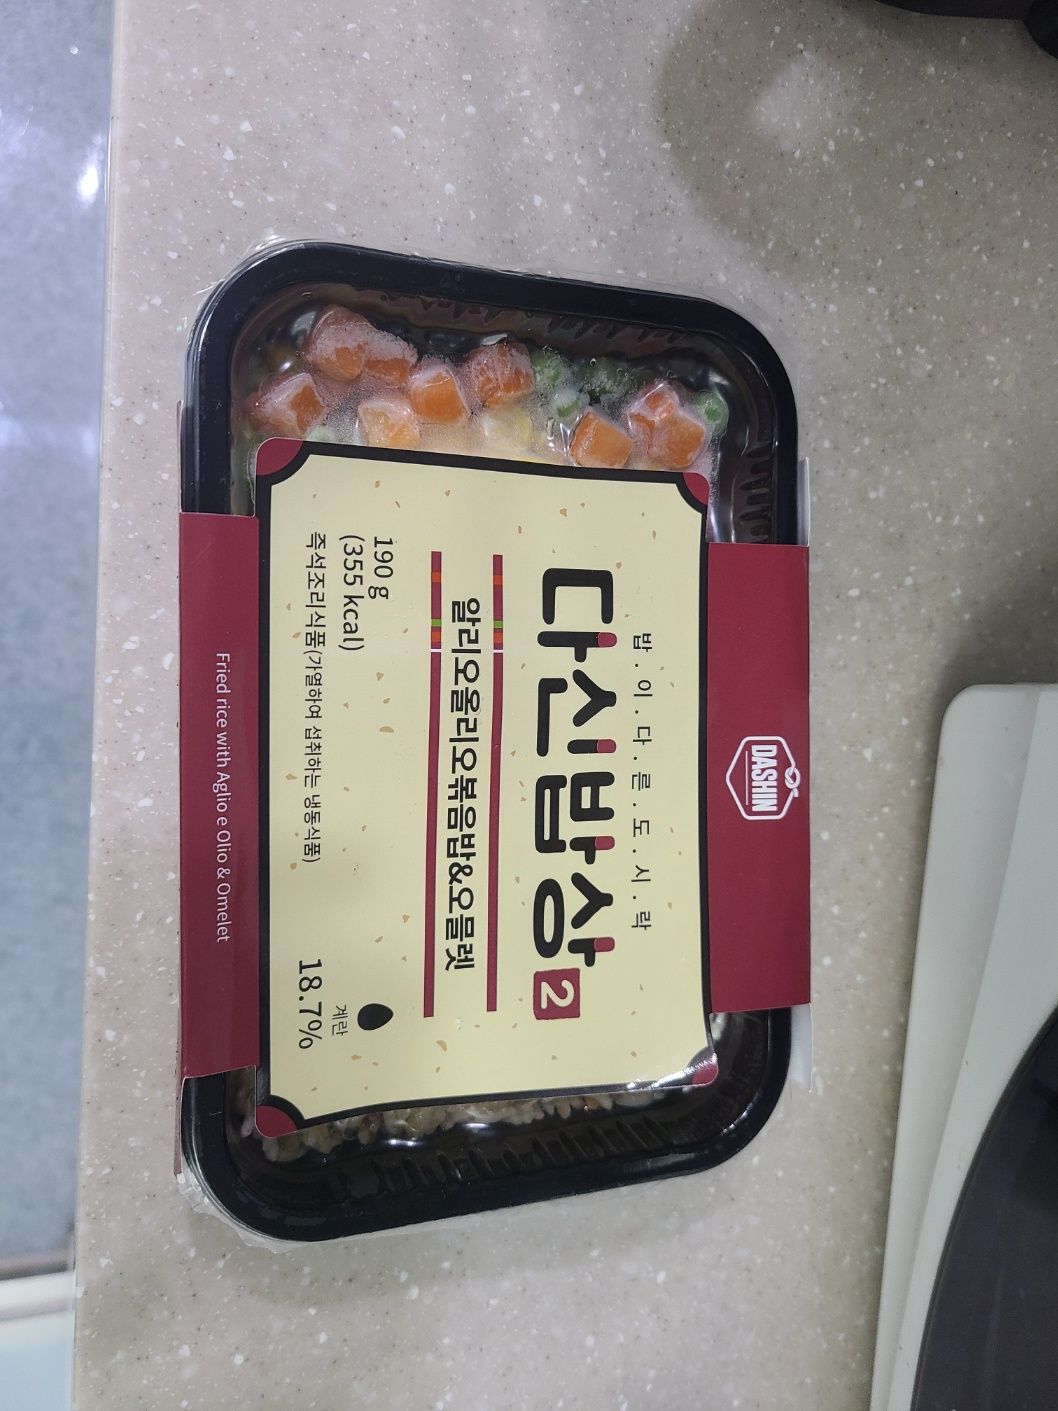 DASHIN
밥.이.다.른.도.시.락
다신밥상2
알리오올리오볶음밥&오믈렛
190 g
(355 kcal)
즉석조리식품(가열하여 섭취하는 냉동식품)
계란
18.7%
Fried rice with Aglio e Olio & Omelet